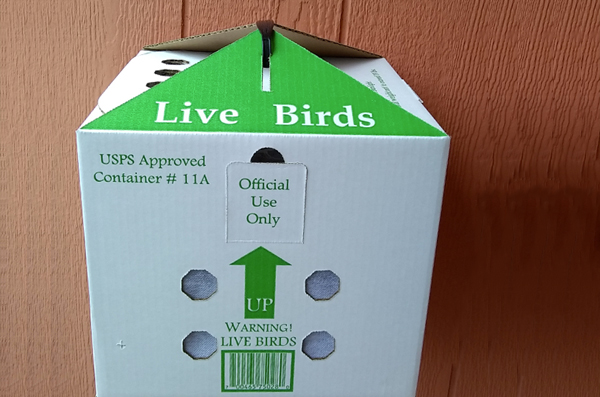 Live Birds
USPS Approved
Container # 11A
Official
Use
Only
UP
WARNING!
LIVE BIRDS